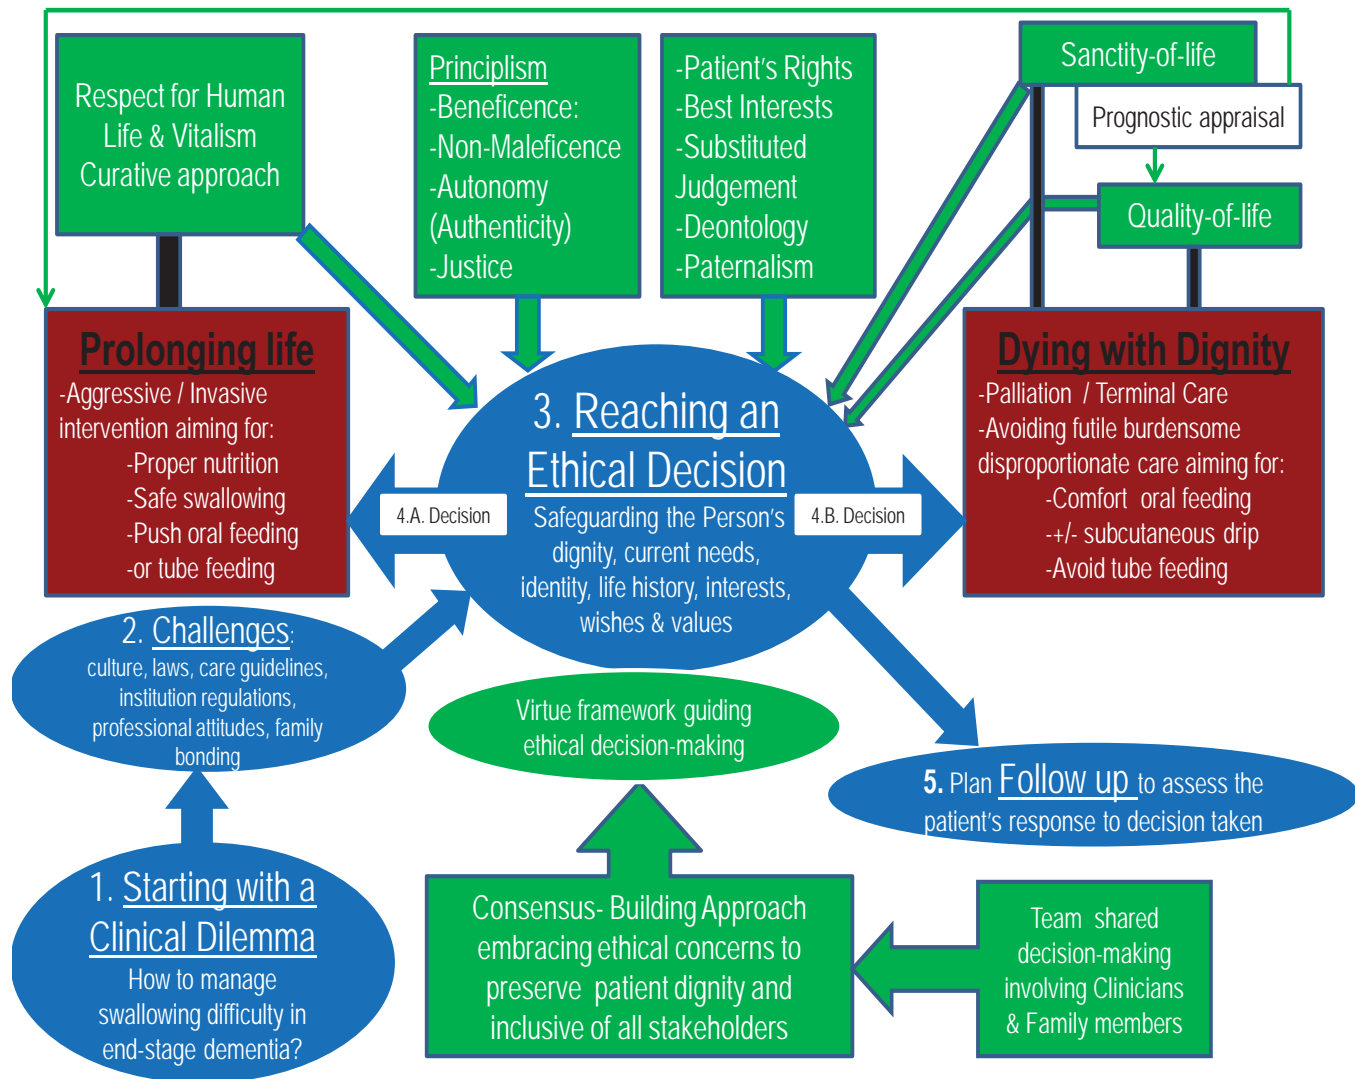 Respect for Human
Life & Vitalism
Curative approach
Principlism
-Beneficence:
-Non-Maleficence
-Autonomy
(Authenticity)
-Justice
-Patient's Rights
-Best Interests
-Substituted
Judgement
-Deontology
-Paternalism
Sanctity-of-life
Prognostic appraisal
Quality-of-life
Prolonging life
-Aggressive / Invasive
intervention aiming for:
-Proper nutrition
-Safe swallowing
-Push oral feeding
-or tube feeding
3. Reaching an
Ethical Decision
Safeguarding the Person's
dignity, current needs,
identity, life history, interests,
wishes & values
4.A. Decision
4.B. Decision
Dying with Dignity
-Palliation / Terminal Care
-Avoiding futile burdensome
disproportionate care aiming for:
-Comfort oral feeding
-+/- subcutaneous drip
-Avoid tube feeding
2. Challenges:
culture, laws, care guidelines,
institution regulations,
professional attitudes, family
bonding
Virtue framework guiding
ethical decision-making
5. Plan Follow up to assess the
patient's response to decision taken
1. Starting with a
Clinical Dilemma
How to manage
swallowing difficulty in
end-stage dementia?
Consensus- Building Approach
embracing ethical concerns to
preserve patient dignity and
inclusive of all stakeholders
Team shared
decision-making
involving Clinicians
& Family members